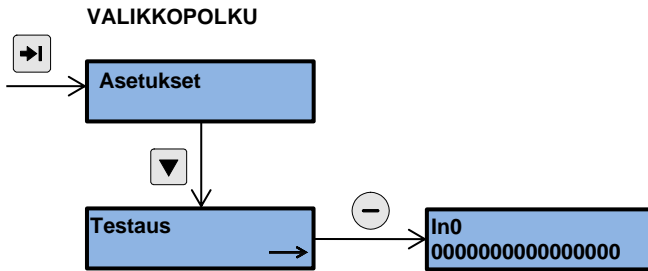 VALIKKOPOLKU
Asetukset
Testaus
In0
0000000000000000